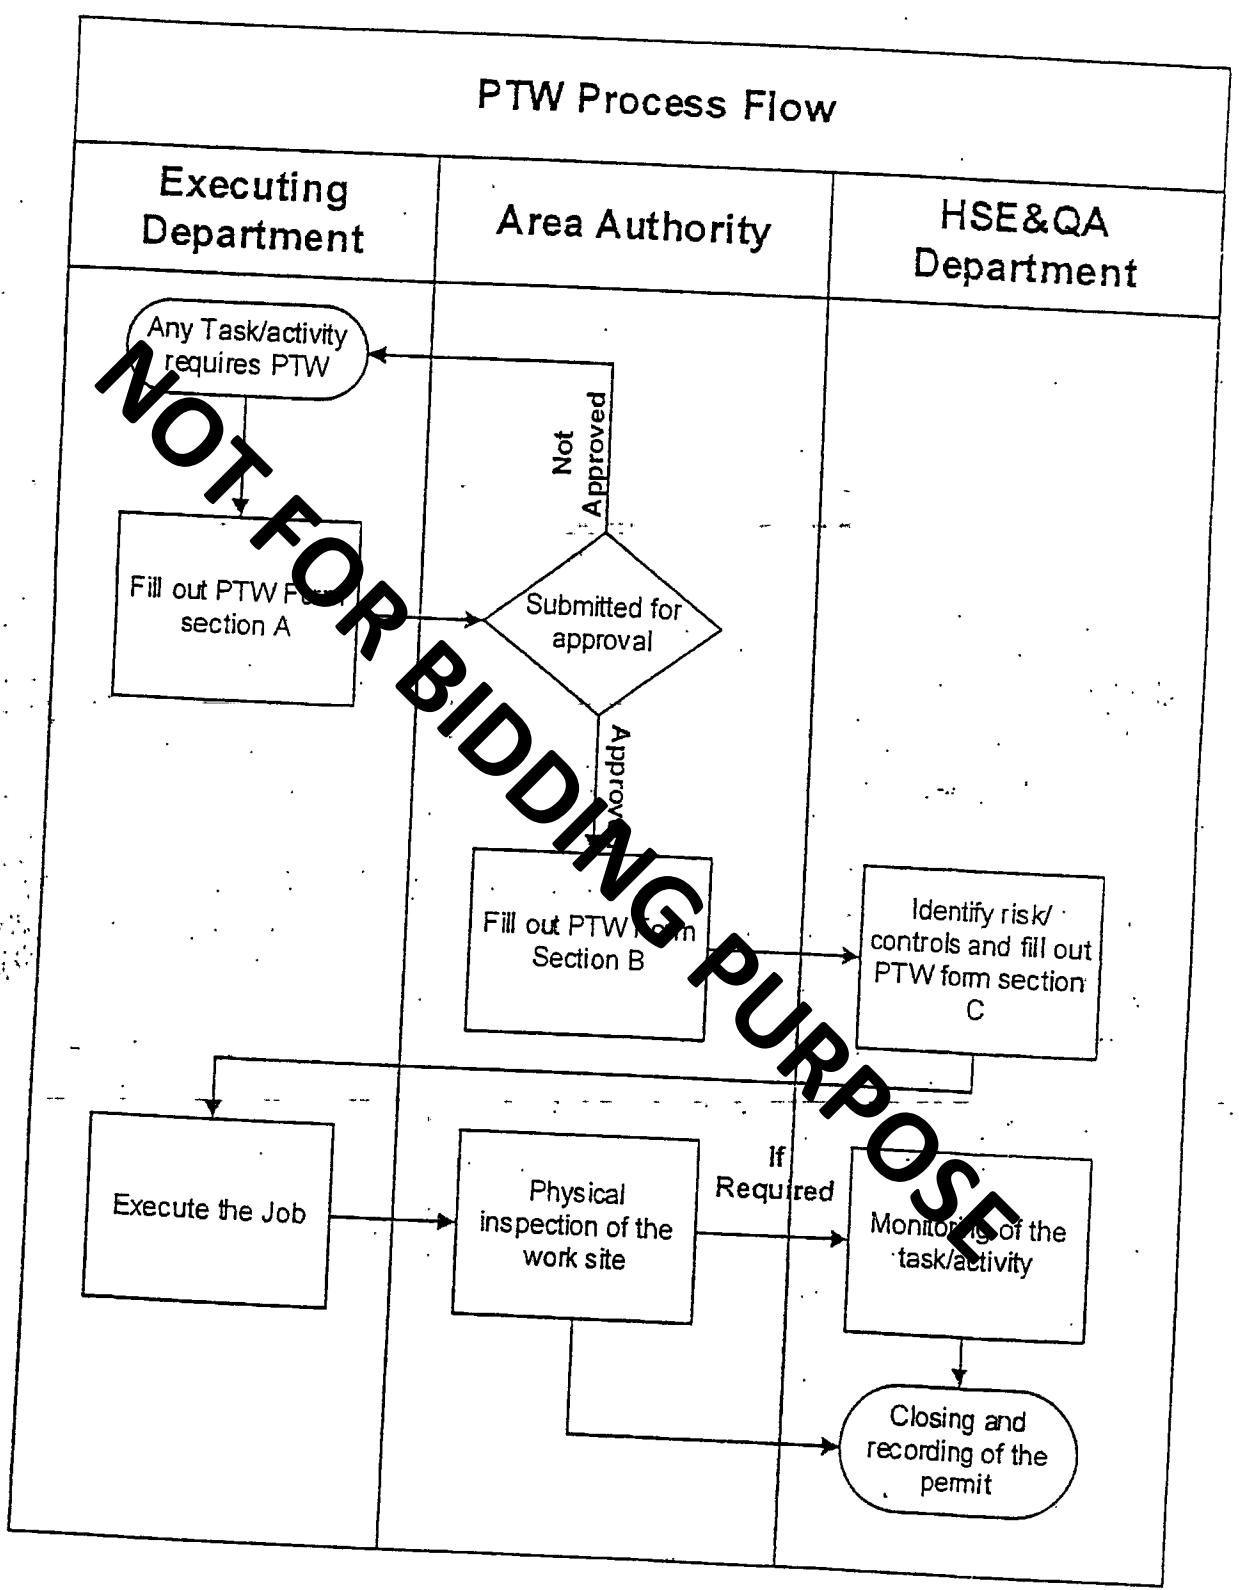 PTW Process Flow
Executing
Department
Area Authority
HSE&QA
Department
Any Task/activity
requires PTW
Not
Approved
Fill out PTW Form
section A
Submitted for
approval
Fill out PTW Form
Section B
Identify risk/
controls and fill out
PTW form section
C
Execute the Job
Physical
inspection of the
work site
If
Required
Monitoring of the
task/activity
Closing and
recording of the
permit
NOT FOR BIDDING PURPOSE